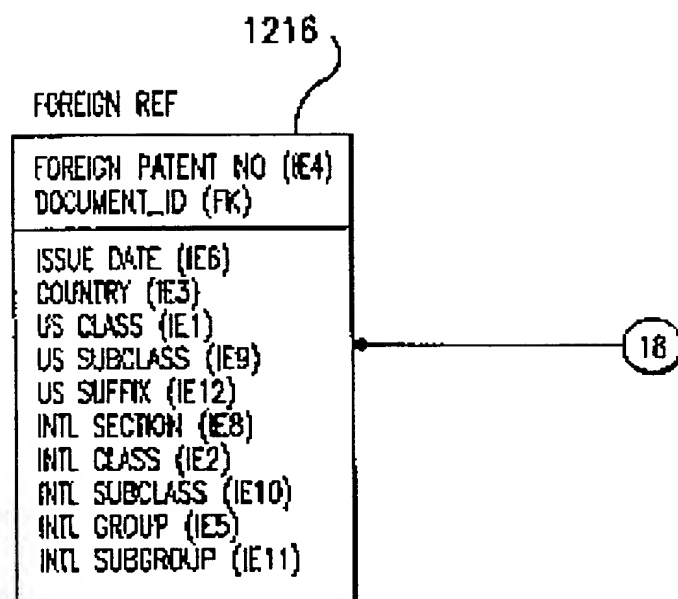 1216
FOREIGN REF
FOREIGN PATENT NO (IE4)
DOCUMENT_ID (FK)
ISSUE DATE (IE6)
COUNTRY (IE3)
US CLASS (IE1)
US SUBCLASS (IE9)
US SUFFIX (IE12)
INTL SECTION (IE8)
INTL CLASS (IE2)
INTL SUBCLASS (IE10)
INTL GROUP (IE5)
INTL SUBGROUP (IE11)
18